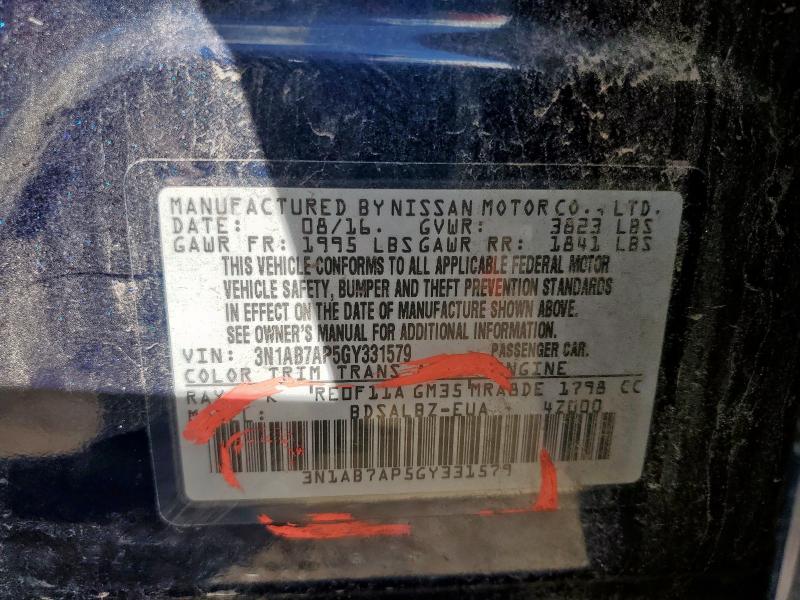 MANUFACTURED BY NISSAN MOTOR CO., LTD.
DATE: 08/16. GVWR: 3823 LBS
GAWR FR: 1995 LBS GAWR RR: 1841 LBS
THIS VEHICLE CONFORMS TO ALL APPLICABLE FEDERAL MOTOR
VEHICLE SAFETY, BUMPER AND THEFT PREVENTION STANDARDS
IN EFFECT ON THE DATE OF MANUFACTURE SHOWN ABOVE.
SEE OWNER'S MANUAL FOR ADDITIONAL INFORMATION.
VIN: 3N1AB7AP5GY331579 PASSENGER CAR.
COLOR TRIM TRANS ENGINE
RAY K RE0F11A GM35 MRA8DE 1798 CC
BDSALBZ-EUA
3N1AB7AP5GY331579